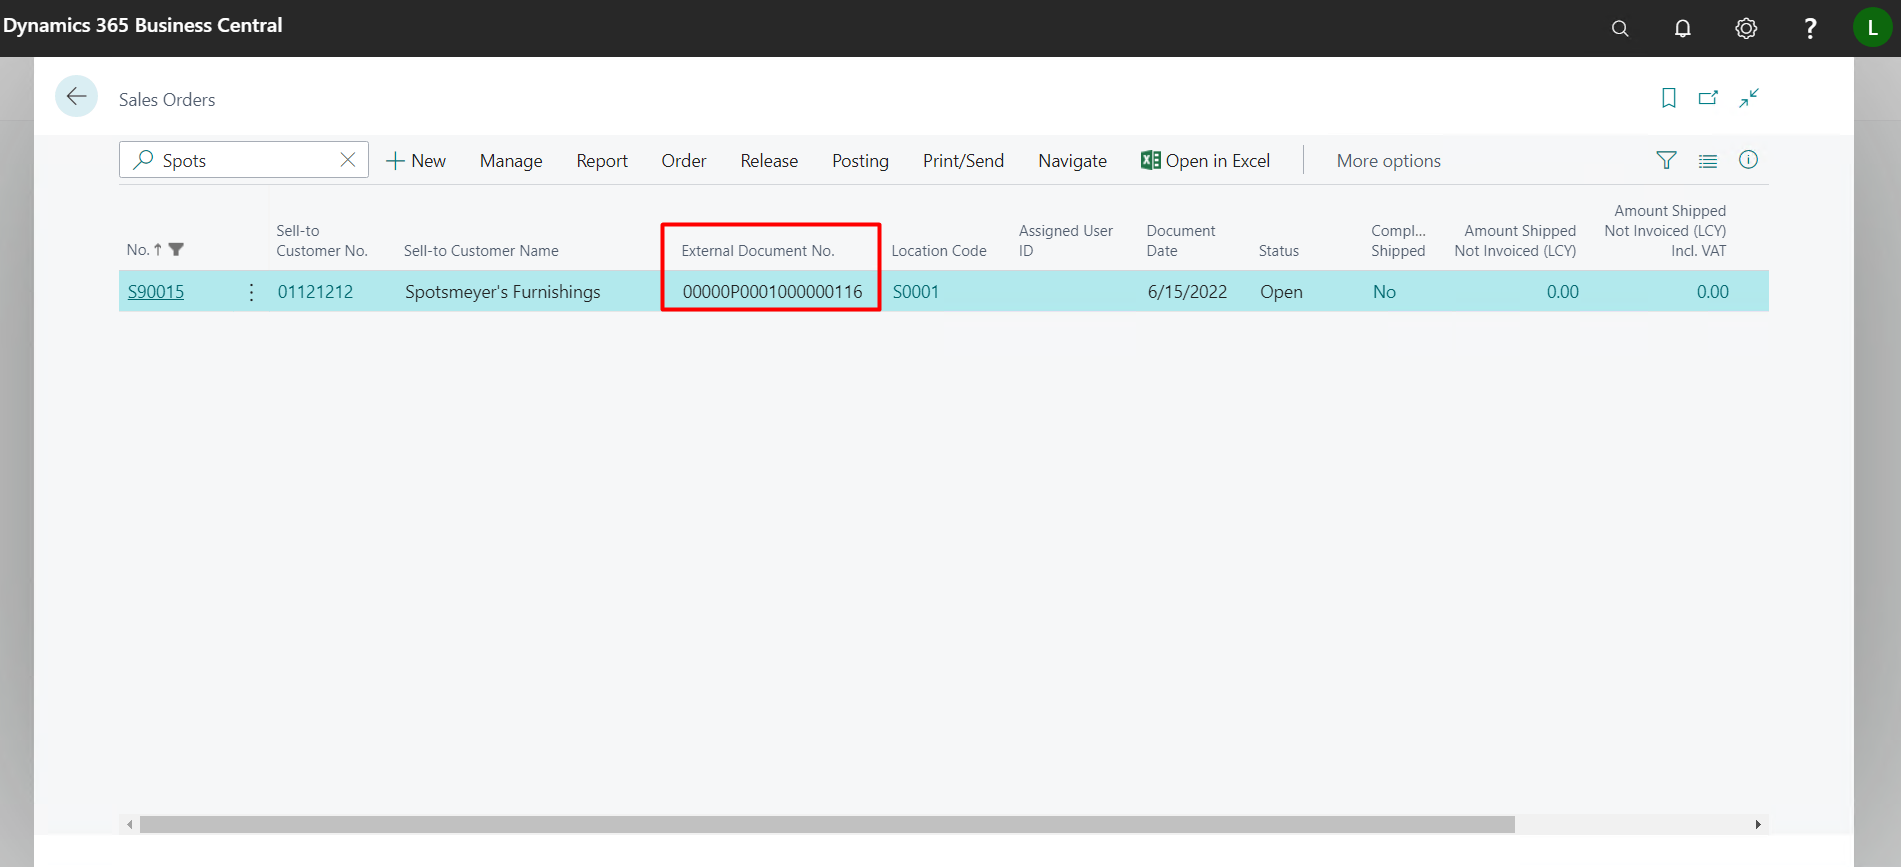 Dynamics 365 Business Central
L
Sales Orders
Spots
New Manage Report Order Release Posting Print/Send Navigate Open in Excel More options
No. Sell-to Customer No. Sell-to Customer Name External Document No. Location Code Assigned User ID Document Date Status Compl... Shipped Amount Shipped Not Invoiced (LCY) Amount Shipped Not Invoiced (LCY) Incl. VAT
S90015 01121212 Spotsmeyer's Furnishings 00000P0001000000116 S0001 6/15/2022 Open No 0.00 0.00